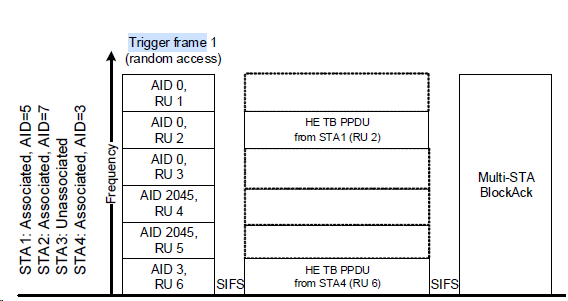 Trigger frame 1
(random access)
STA1: Associated, AID=5
STA2: Associated, AID=7
STA3: Unassociated
STA4: Associated, AID=3
Frequency
AID 0,
RU 1
AID 0,
RU 2
AID 0,
RU 3
AID 2045,
RU 4
AID 2045,
RU 5
AID 3,
RU 6
SIFS
HE TB PPDU
from STA1 (RU 2)
HE TB PPDU
from STA4 (RU 6)
SIFS
Multi-STA
BlockAck